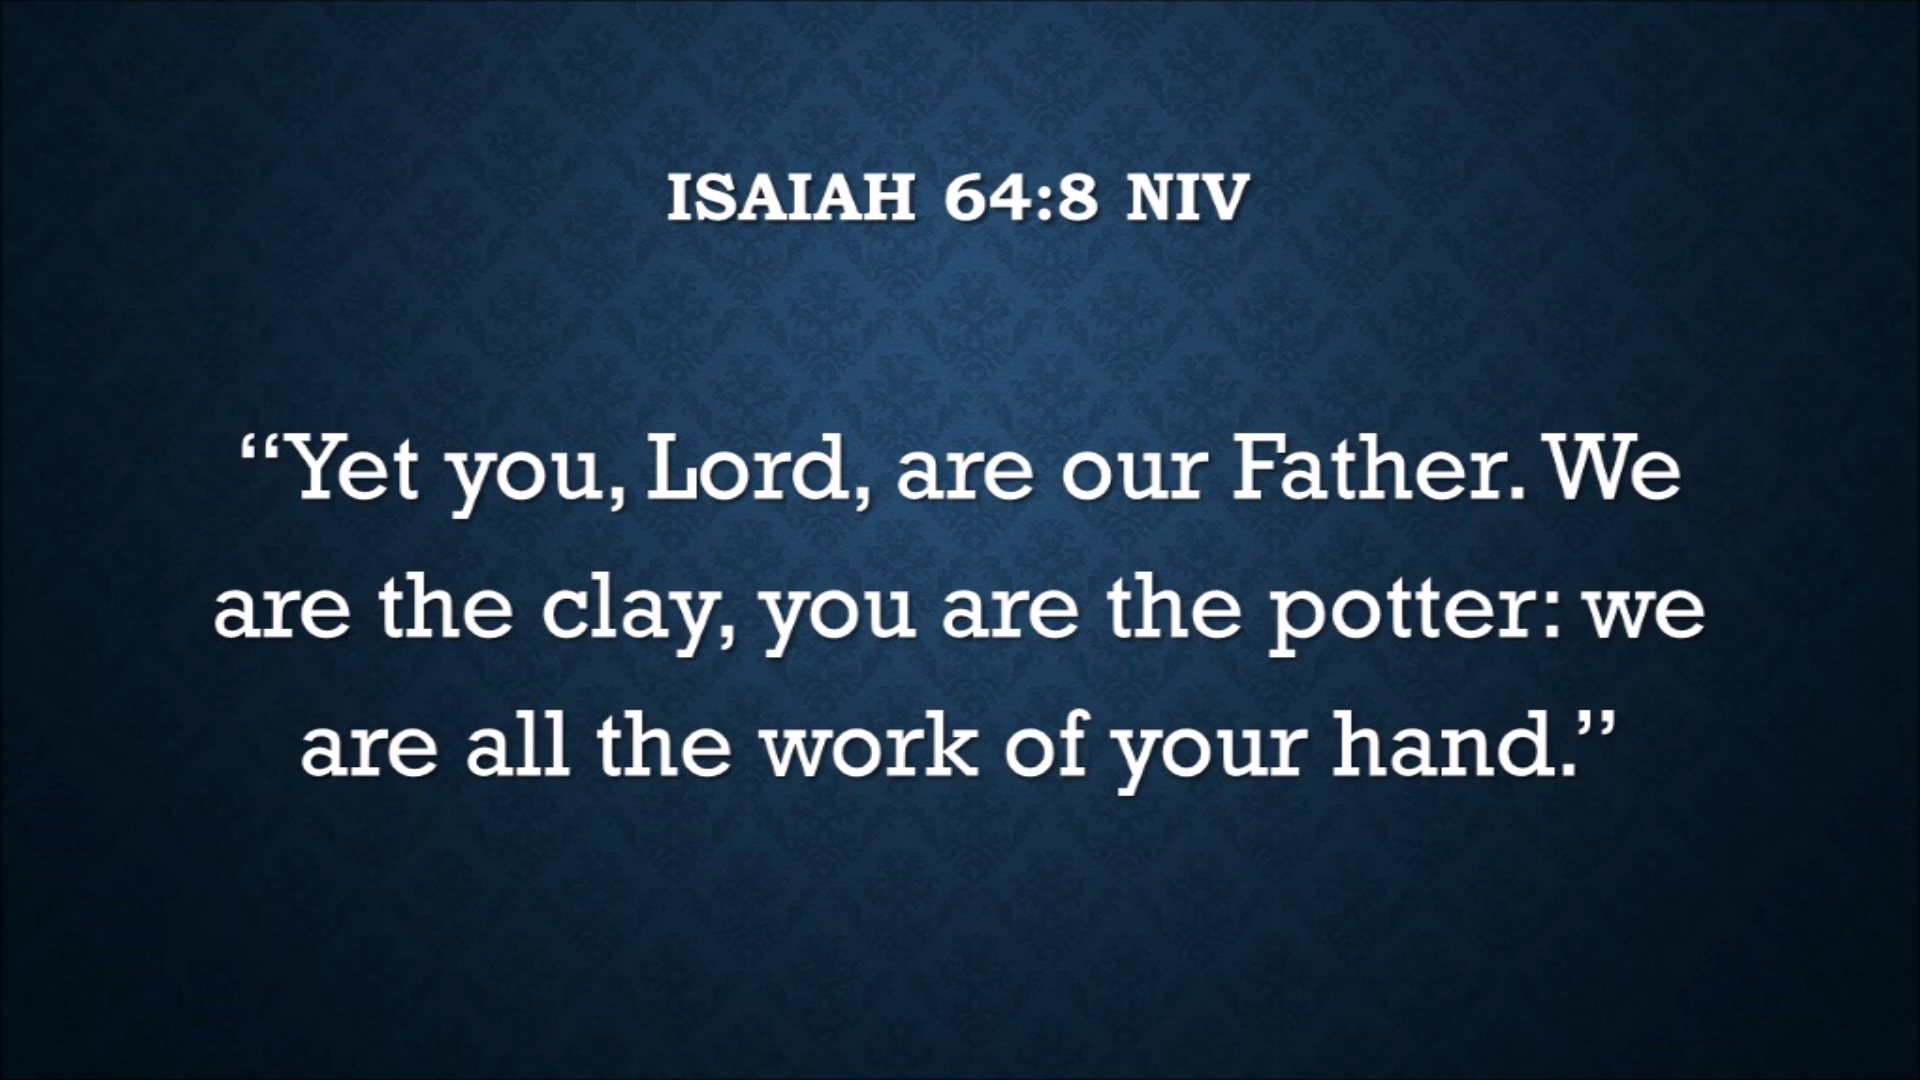 ISAIAH 64:8 NIV
“Yet you, Lord, are our Father. We
are the clay, you are the potter: we
are all the work of your hand.”